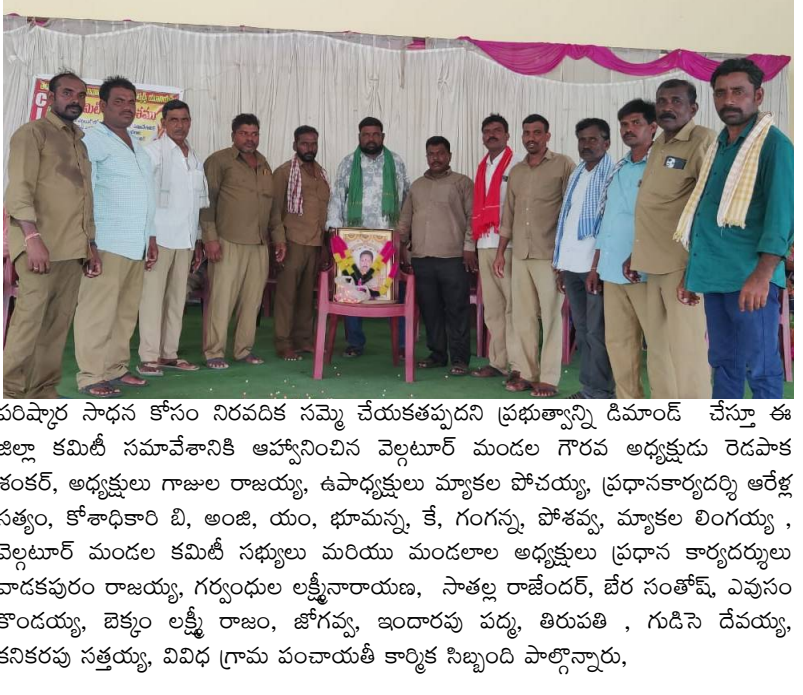 పరిష్కార సాధన కోసం నిరవదిక సమ్మె చేయకతప్పదని ప్రభుత్వాన్ని డిమాండ్ చేస్తూ ఈ
జిల్లా కమిటీ సమావేశానికి ఆహ్వానించిన వెల్గటూర్ మండల గౌరవ అధ్యక్షుడు రెడపాక
శంకర్, అధ్యక్షులు గాజుల రాజయ్య, ఉపాధ్యక్షులు మ్యాకల పోచయ్య, ప్రధానకార్యదర్శి ఆరేళ్ల
సత్యం, కోశాధికారి బి, అంజి, యం, భూమన్న, కే, గంగన్న, పోశవ్వ, మ్యాకల లింగయ్య ,
వెల్గటూర్ మండల కమిటీ సభ్యులు మరియు మండలాల అధ్యక్షులు ప్రధాన కార్యదర్శులు
వాడకపురం రాజయ్య, గర్వంధుల లక్ష్మీనారాయణ, సాతల్ల రాజేందర్, బేర సంతోష్, ఎవుసం
కొండయ్య, బెక్కం లక్ష్మీ రాజం, జోగవ్వ, ఇందారపు పద్మ, తిరుపతి , గుడిసె దేవయ్య,
కనికరపు సత్తయ్య, వివిధ గ్రామ పంచాయతీ కార్మిక సిబ్బంది పాల్గొన్నారు,